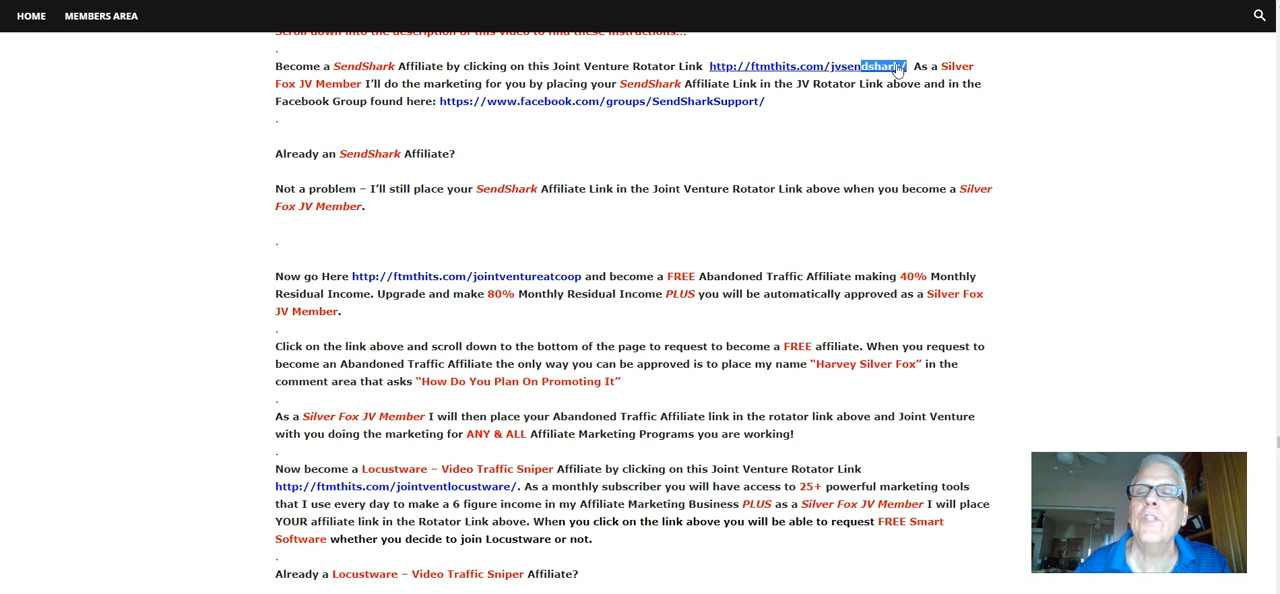 HOME MEMBERS AREA
Scroll down into the description of this video to find these instructions...
.
Become a SendShark Affiliate by clicking on this Joint Venture Rotator Link http://ftmthits.com/jvsendshark/ As a Silver
Fox JV Member I'll do the marketing for you by placing your SendShark Affiliate Link in the JV Rotator Link above and in the
Facebook Group found here: https://www.facebook.com/groups/SendSharkSupport/
.
Already an SendShark Affiliate?
Not a problem – I'll still place your SendShark Affiliate Link in the Joint Venture Rotator Link above when you become a Silver
Fox JV Member.
.
Now go Here http://ftmthits.com/jointventureatcoop and become a FREE Abandoned Traffic Affiliate making 40% Monthly
Residual Income. Upgrade and make 80% Monthly Residual Income PLUS you will be automatically approved as a Silver Fox
JV Member.
.
Click on the link above and scroll down to the bottom of the page to request to become a FREE affiliate. When you request to
become an Abandoned Traffic Affiliate the only way you can be approved is to place my name "Harvey Silver Fox" in the
comment area that asks "How Do You Plan On Promoting It"
.
As a Silver Fox JV Member I will then place your Abandoned Traffic Affiliate link in the rotator link above and Joint Venture
with you doing the marketing for ANY & ALL Affiliate Marketing Programs you are working!
.
Now become a Locustware – Video Traffic Sniper Affiliate by clicking on this Joint Venture Rotator Link
http://ftmthits.com/jointventlocustware/. As a monthly subscriber you will have access to 25+ powerful marketing tools
that I use every day to make a 6 figure income in my Affiliate Marketing Business PLUS as a Silver Fox JV Member I will place
YOUR affiliate link in the Rotator Link above. When you click on the link above you will be able to request FREE Smart
Software whether you decide to join Locustware or not.
.
Already a Locustware – Video Traffic Sniper Affiliate?